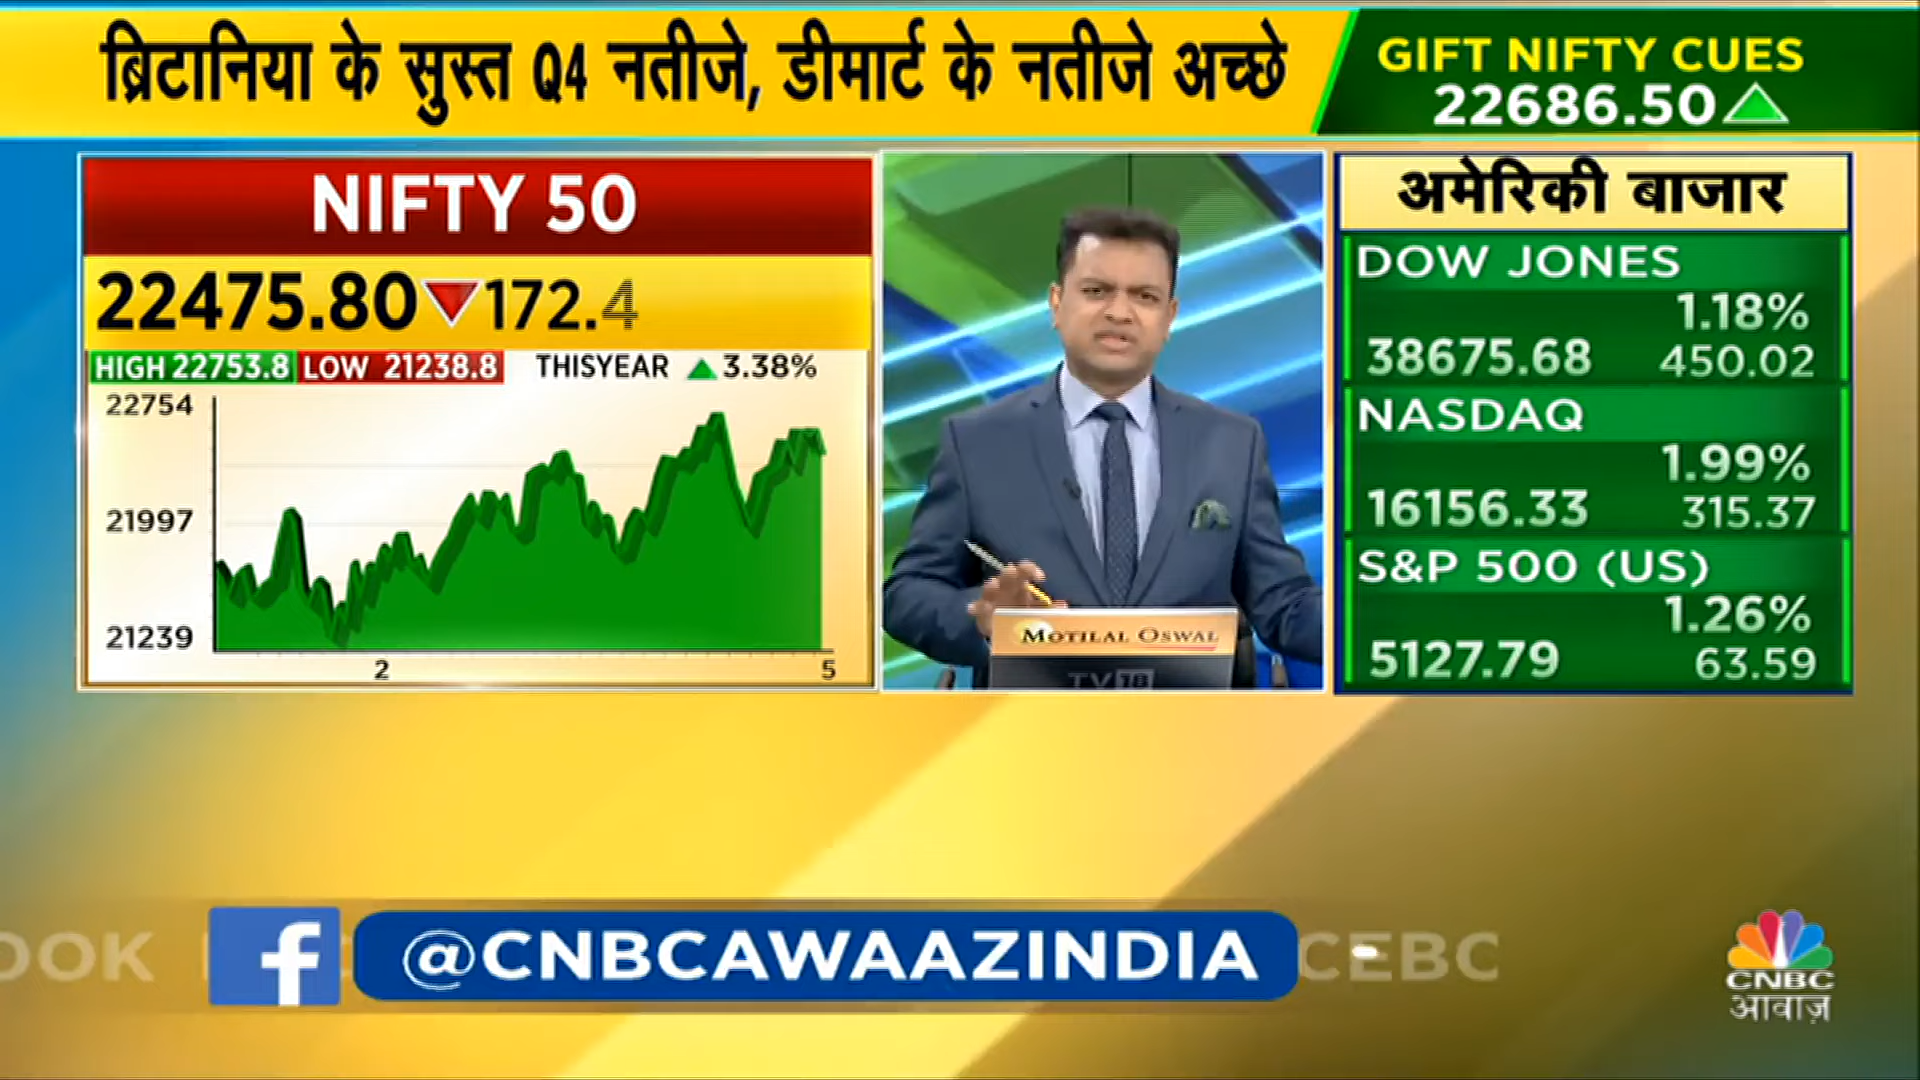 ब्रिटानिया के सुस्त Q4 नतीजे, डीमार्ट के नतीजे अच्छे
GIFT NIFTY CUES
22686.50
NIFTY 50
22475.80 172.4
HIGH 22753.8 LOW 21238.8 THISYEAR 3.38%
22754
21997
21239
2 5
MOTILAL OSWAL
TV18
अमेरिकी बाजार
DOW JONES
1.18%
38675.68 450.02
NASDAQ
1.99%
16156.33 315.37
S&P 500 (US)
1.26%
5127.79 63.59
OOK f @CNBCAWAAZINDIA CEBC
CNBC
आवाज़